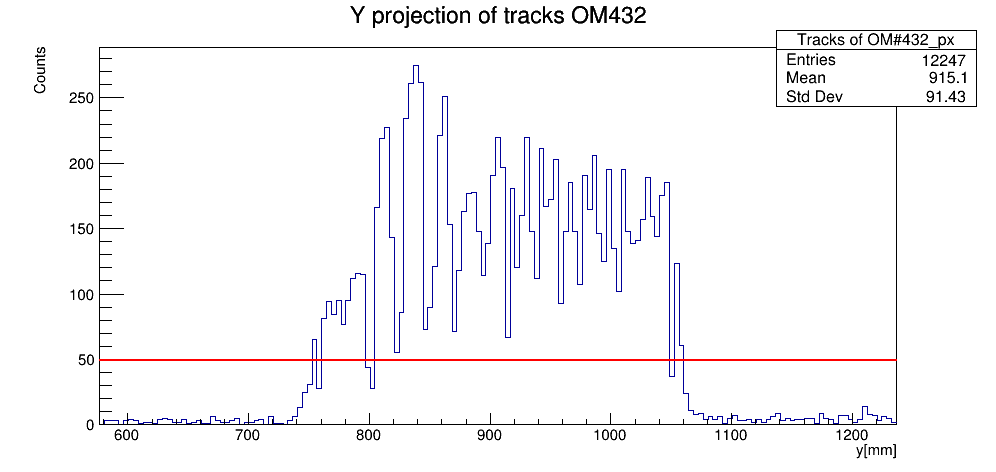 Y projection of tracks OM432
Counts
Tracks of OM#432_px
Entries 12247
Mean 915.1
Std Dev 91.43
250
200
150
100
50
0
600 700 800 900 1000 1100 1200
y[mm]